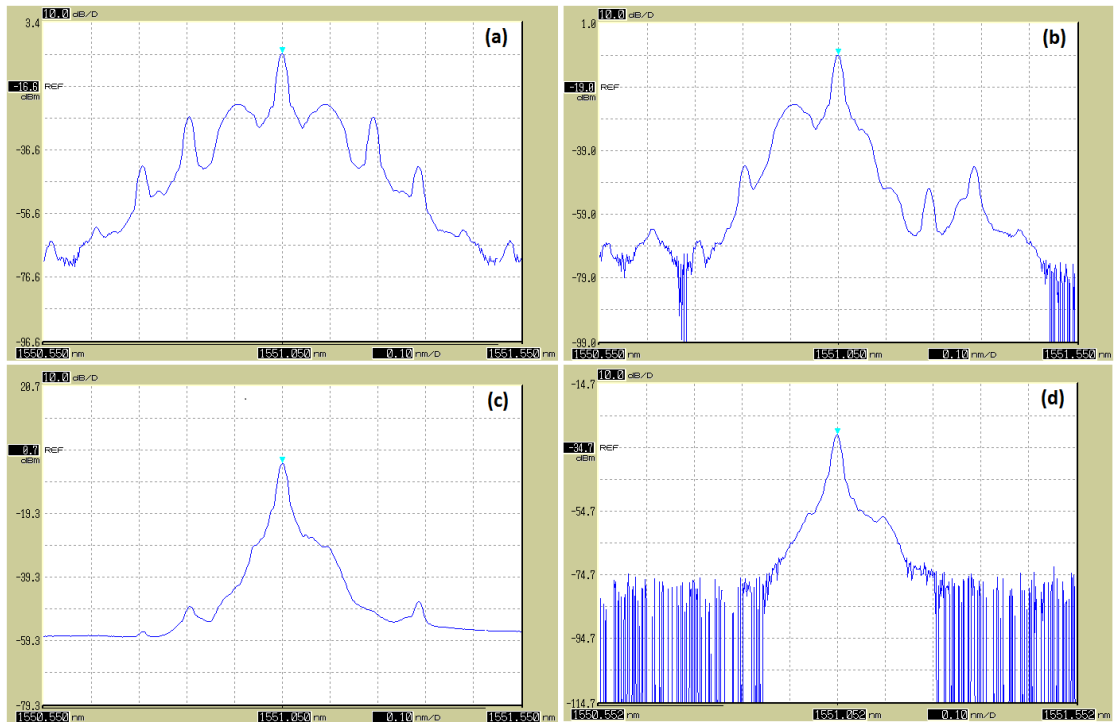 10.0 dB/D
3.4
(a)
-16.6 REF
dBm
-36.6
-56.6
-76.6
-96.6
1550.550 nm 1551.050 nm 0.10 nm/D 1551.550
10.0 dB/D
1.0
(b)
-19.0 REF
dBm
-39.0
-59.0
-79.0
-99.0
1550.550 nm 1551.050 nm 0.10 nm/D 1551.550
10.0 dB/D
20.7
(c)
0.7 REF
dBm
-19.3
-39.3
-59.3
-79.3
1550.550 nm 1551.050 nm 0.10 nm/D 1551.550
10.0 dB/D
-14.7
(d)
-34.7 REF
dBm
-54.7
-74.7
-94.7
-114.7
1550.552 nm 1551.052 nm 0.10 nm/D 1551.552